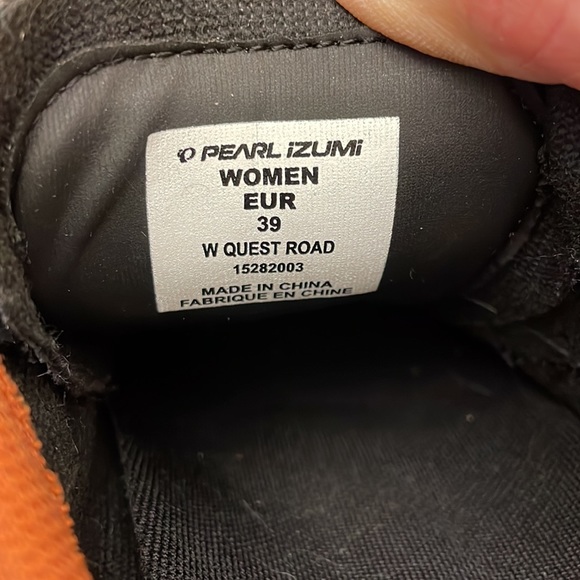 PEARL iZUMi
WOMEN
EUR
39
W QUEST ROAD
15282003
MADE IN CHINA
FABRIQUE EN CHINE